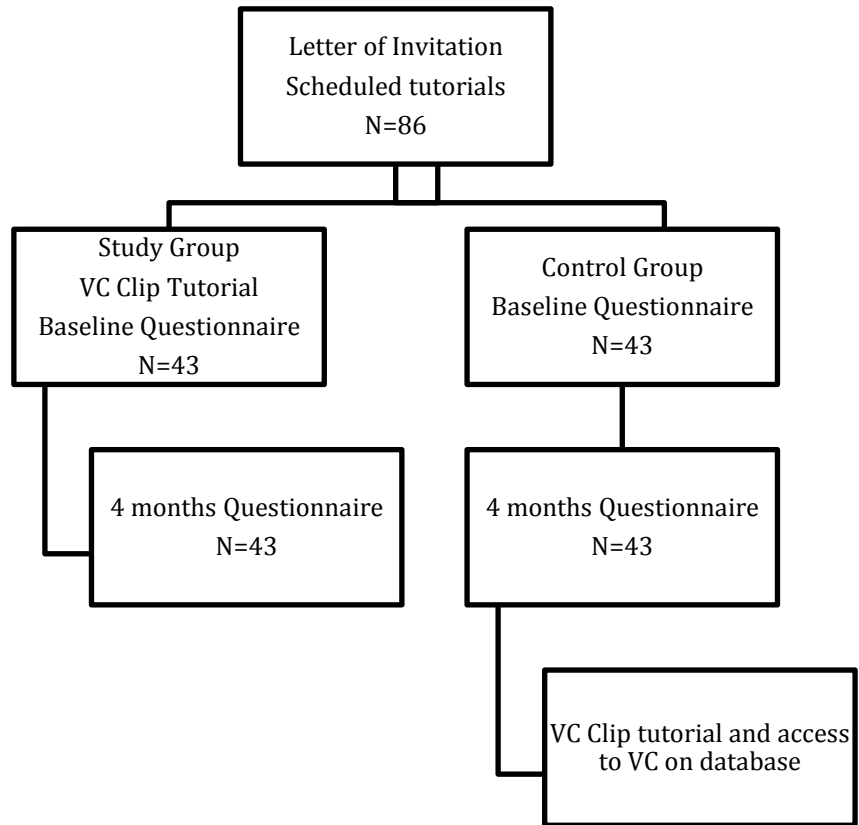 Letter of Invitation
Scheduled tutorials
N=86
Study Group
VC Clip Tutorial
Baseline Questionnaire
N=43
Control Group
Baseline Questionnaire
N=43
4 months Questionnaire
N=43
4 months Questionnaire
N=43
VC Clip tutorial and access
to VC on database